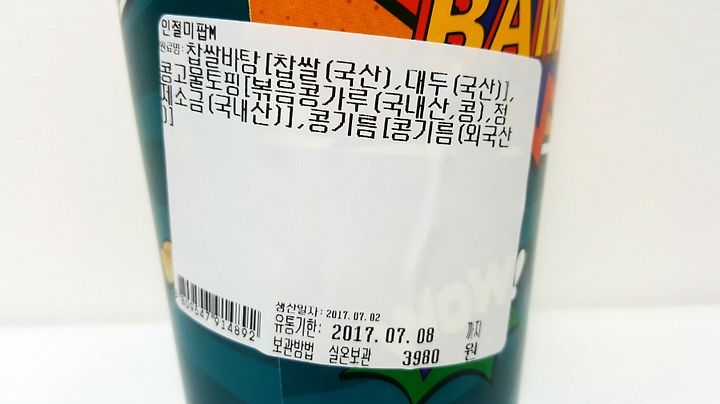 BAM
인절미팝M
원료명: 찹쌀바탕 [찹쌀 (국산), 대두 (국산)],
콩고물토핑 [볶음콩가루 (국내산, 콩), 정
제소금 (국내산)], 콩기름 [콩기름 (외국산
)]
WOW!
8809547914892
생산일자: 2017.07.02
유통기한: 2017.07.08 까지
보관방법 실온보관 3980 원